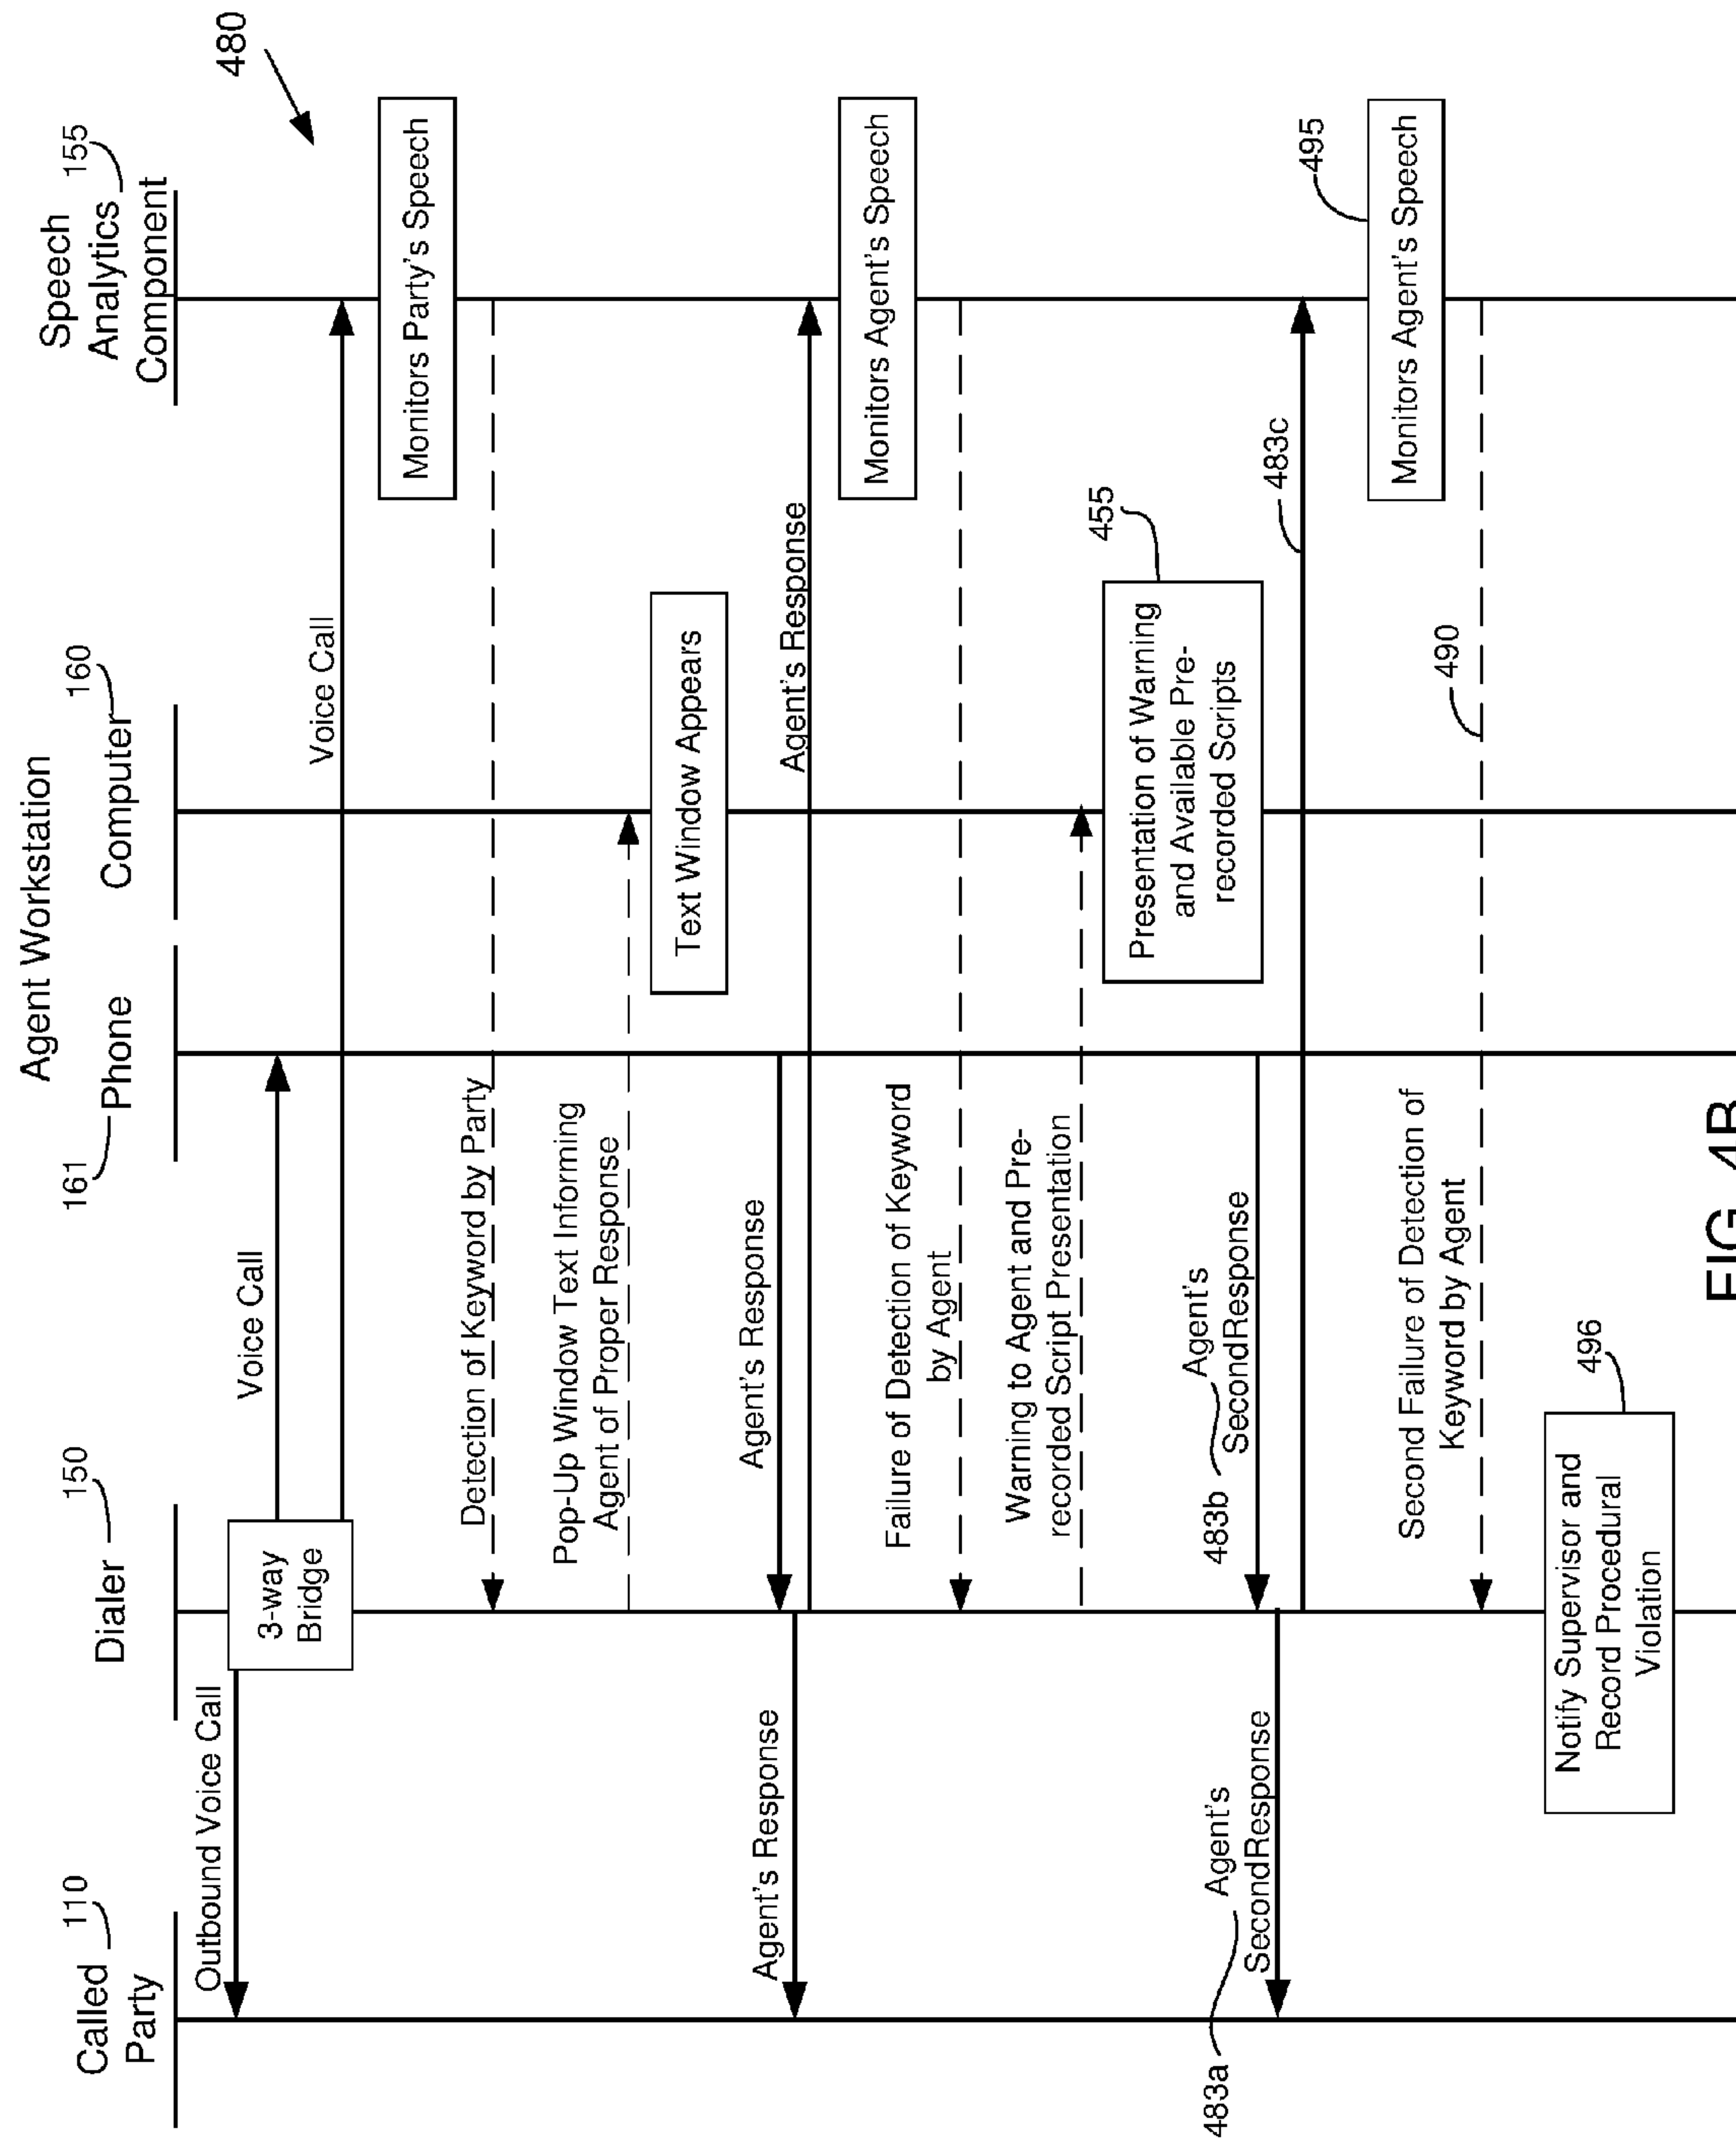 480
Agent Workstation
Called
Party
110
Dialer
150
161
Phone
Computer
160
Speech
Analytics
Component
155
Outbound Voice Call
3-way
Bridge
Voice Call
Voice Call
Monitors Party's Speech
Detection of Keyword by Party
Pop-Up Window Text Informing
Agent of Proper Response
Text Window Appears
Agent's Response
Agent's Response
Agent's Response
Monitors Agent's Speech
Failure of Detection of Keyword
by Agent
Warning to Agent and Pre-
recorded Script Presentation
Presentation of Warning
and Available Pre-
recorded Scripts
455
483a
Agent's
SecondResponse
483b
Agent's
SecondResponse
483c
Monitors Agent's Speech
495
Second Failure of Detection of
Keyword by Agent
490
Notify Supervisor and
Record Procedural
Violation
496
FIG. 4B